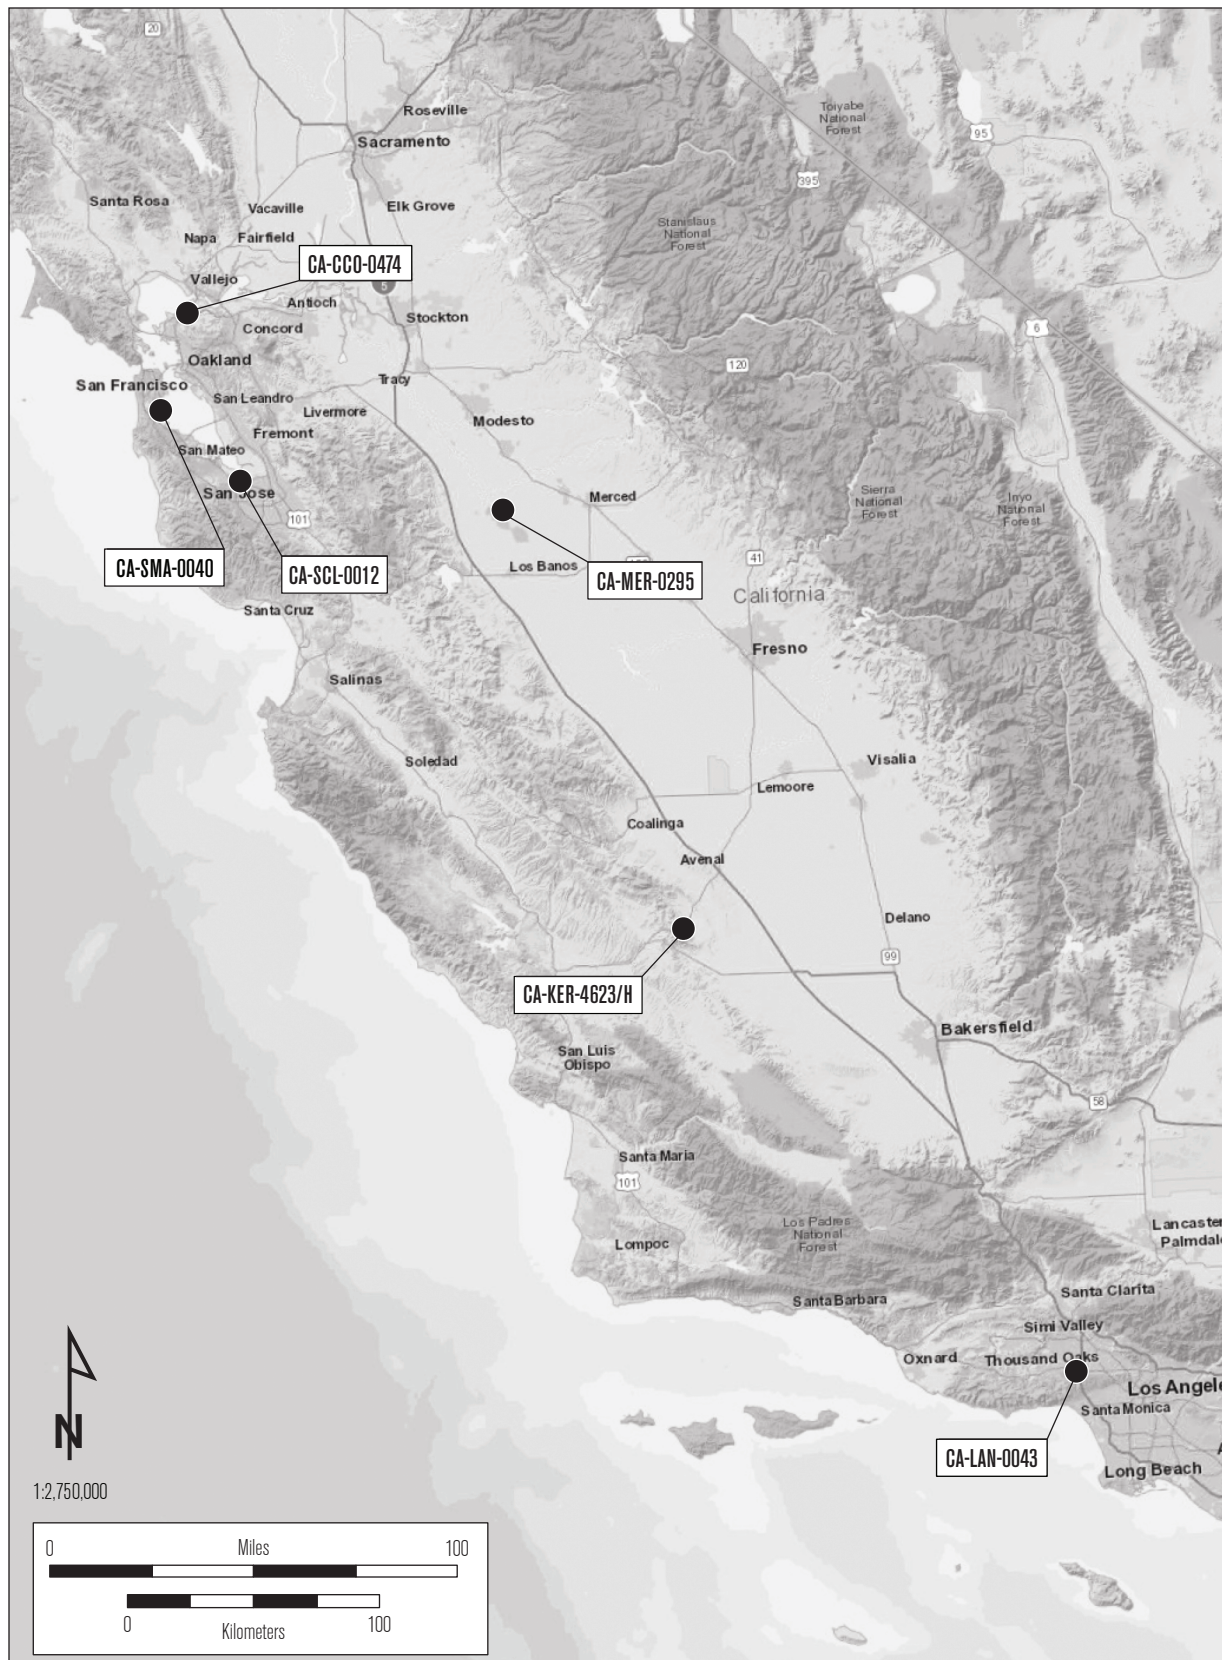 20
Roseville
Sacramento
Toiyabe
National
Forest
95
395
Santa Rosa
Vacaville
Elk Grove
Stanislaus
National
Forest
Napa
Fairfield
CA-CCO-0474
Vallejo
5
Antioch
Stockton
Concord
6
Oakland
120
San Francisco
Tracy
San Leandro
Livermore
Modesto
Fremont
San Mateo
San Jose
Merced
Sierra
National
Forest
Inyo
National
Forest
101
CA-SMA-0040
CA-SCL-0012
Los Banos
41
CA-MER-0295
California
Santa Cruz
Fresno
Salinas
Soledad
Visalia
Lemoore
Coalinga
Avenal
Delano
99
CA-KER-4623/H
Bakersfield
San Luis
Obispo
58
Santa Maria
101
Los Padres
National
Forest
Lancaster
Palmdale
Lompoc
Santa Barbara
Santa Clarita
Simi Valley
Oxnard
Thousand Oaks
Los Angele
Santa Monica
CA-LAN-0043
Long Beach
A
N
1:2,750,000
0 Miles 100
0 Kilometers 100